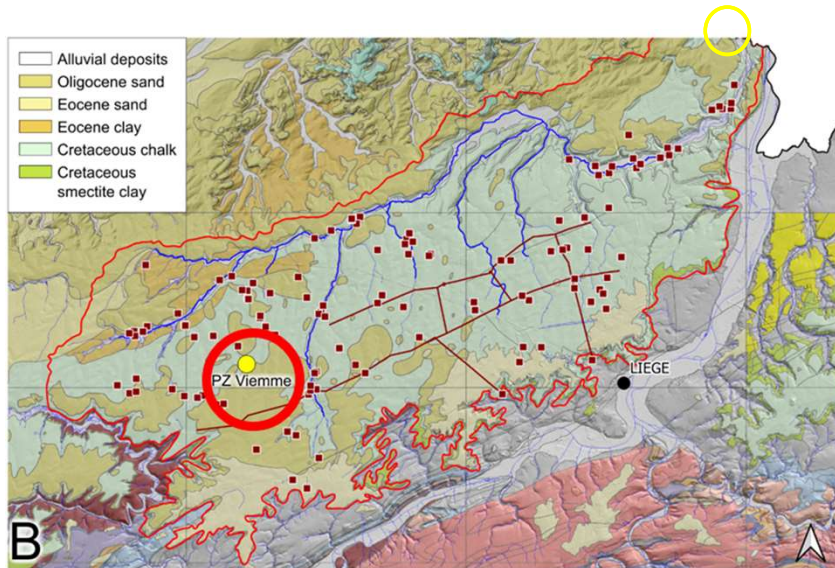 Alluvial deposits
Oligocene sand
Eocene sand
Eocene clay
Cretaceous chalk
Cretaceous
smectite clay
PZ Viemme
LIEGE
B